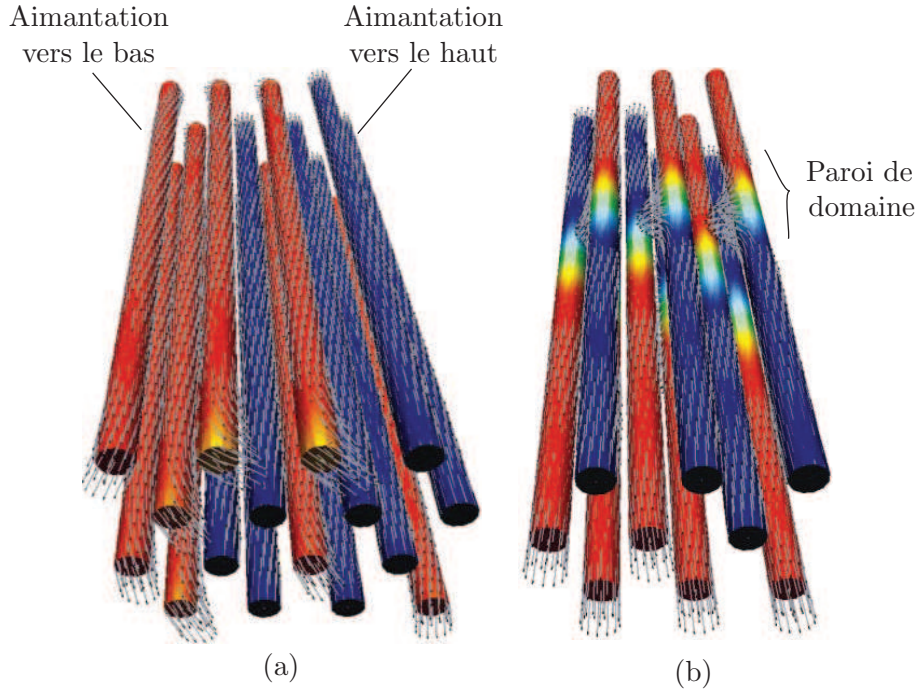 Aimantation
vers le bas
Aimantation
vers le haut
Paroi de
domaine
(a)
(b)